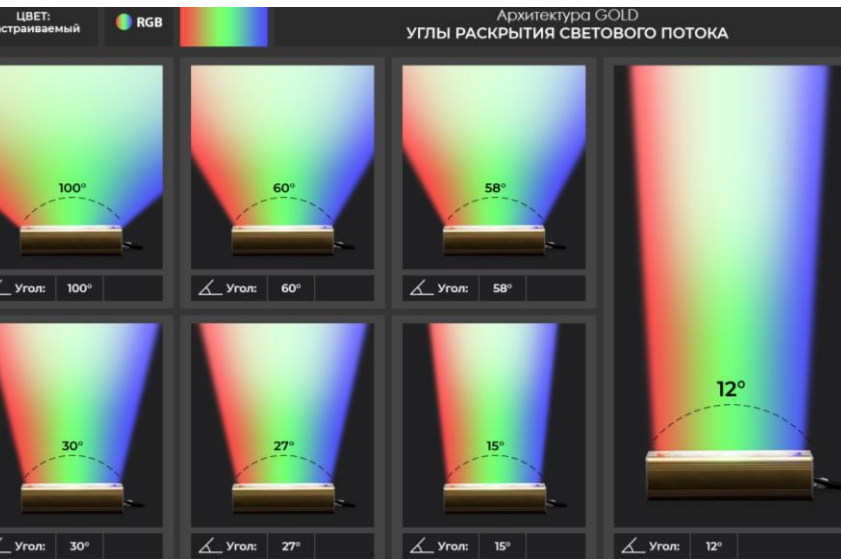 ЦВЕТ:
страиваемый
RGB
Архитектура GOLD
УГЛЫ РАСКРЫТИЯ СВЕТОВОГО ПОТОКА
100°
60°
58°
12°
Угол: 100°
Угол: 60°
Угол: 58°
30°
27°
15°
Угол: 30°
Угол: 27°
Угол: 15°
Угол: 12°